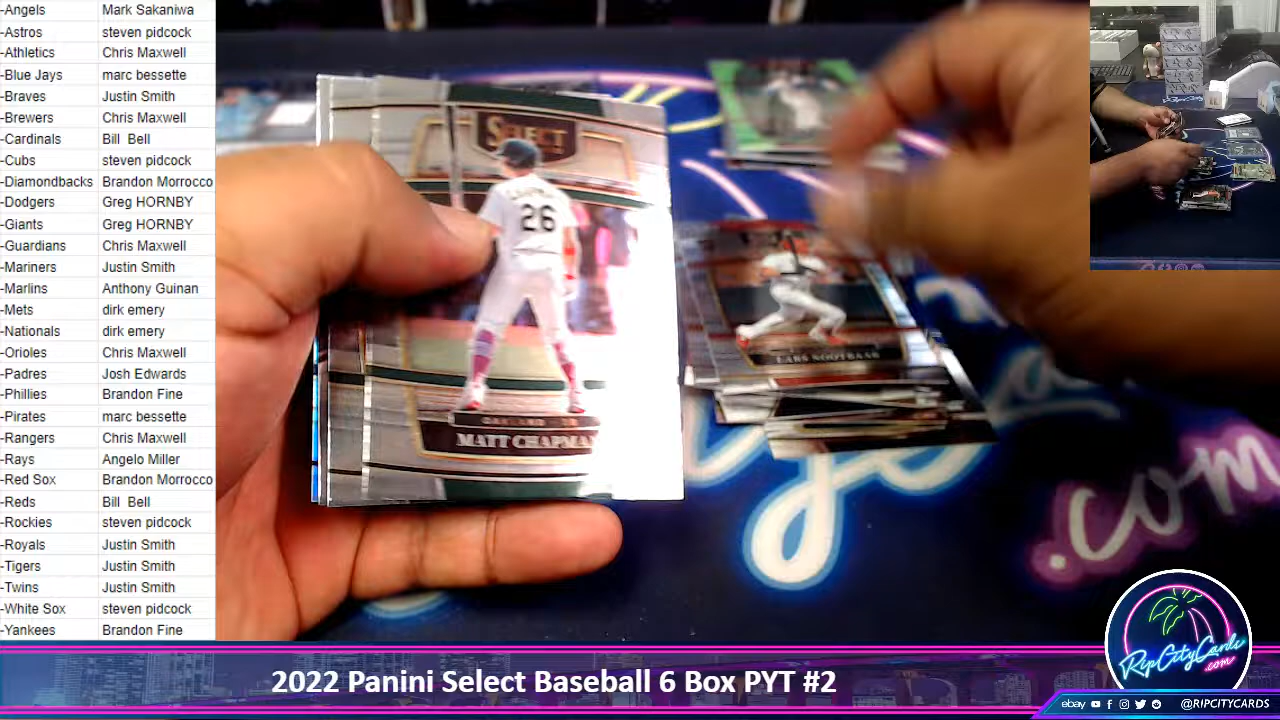 -Angels Mark Sakaniwa
-Astros steven pidcock
-Athletics Chris Maxwell
-Blue Jays marc bessette
-Braves Justin Smith
-Brewers Chris Maxwell
-Cardinals Bill Bell
-Cubs steven pidcock
-Diamondbacks Brandon Morrocco
-Dodgers Greg HORNBY
-Giants Greg HORNBY
-Guardians Chris Maxwell
-Mariners Justin Smith
-Marlins Anthony Guinan
-Mets dirk emery
-Nationals dirk emery
-Orioles Chris Maxwell
-Padres Josh Edwards
-Phillies Brandon Fine
-Pirates marc bessette
-Rangers Chris Maxwell
-Rays Angelo Miller
-Red Sox Brandon Morrocco
-Reds Bill Bell
-Rockies steven pidcock
-Royals Justin Smith
-Tigers Justin Smith
-Twins Justin Smith
-White Sox steven pidcock
-Yankees Brandon Fine
SELECT
26
MATT CHAPMAN
LARS NOOTBAAR
.com
2022 Panini Select Baseball 6 Box PYT #2
RipCityCards
.com
ebay @RIPCITYCARDS